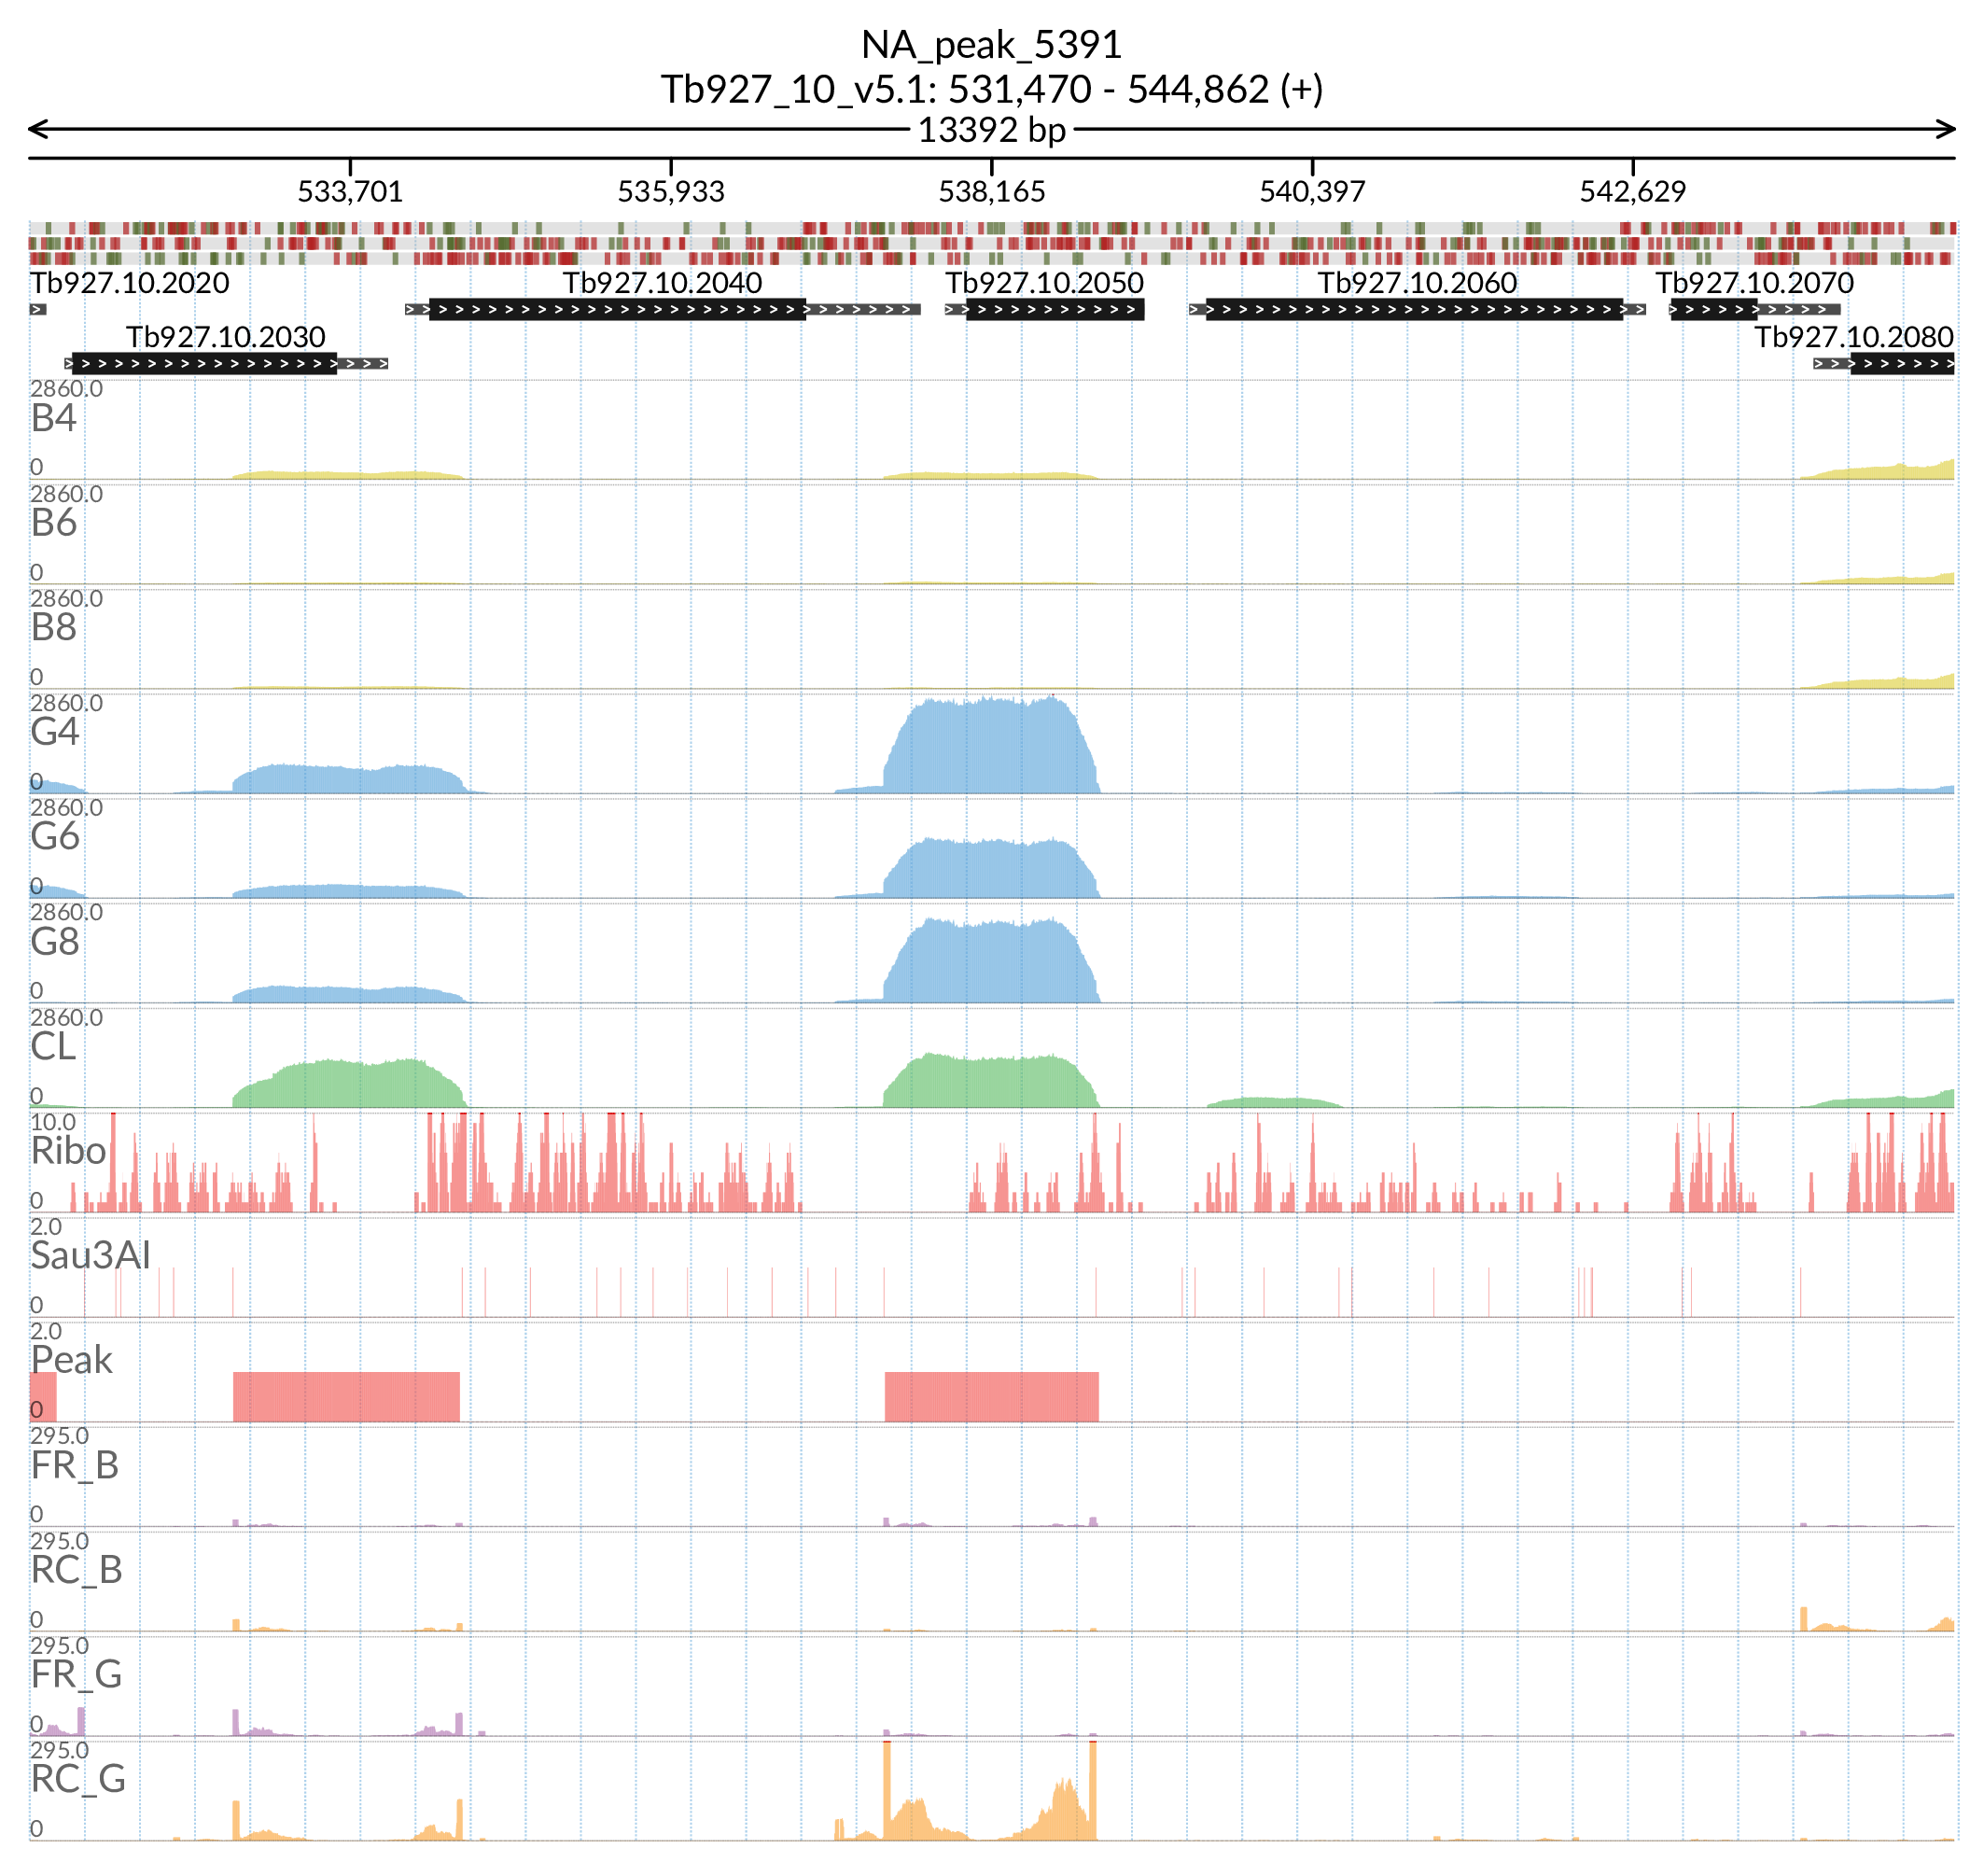 NA_peak_5391
Tb927_10_v5.1: 531,470 - 544,862 (+)
13392 bp
533,701 535,933 538,165 540,397 542,629
Tb927.10.2020 Tb927.10.2040 Tb927.10.2050 Tb927.10.2060 Tb927.10.2070
Tb927.10.2030 Tb927.10.2080
2860.0
B4
0
2860.0
B6
0
2860.0
B8
0
2860.0
G4
0
2860.0
G6
0
2860.0
G8
0
2860.0
CL
0
10.0
Ribo
0
2.0
Sau3AI
0
2.0
Peak
0
295.0
FR_B
0
295.0
RC_B
0
295.0
FR_G
0
295.0
RC_G
0